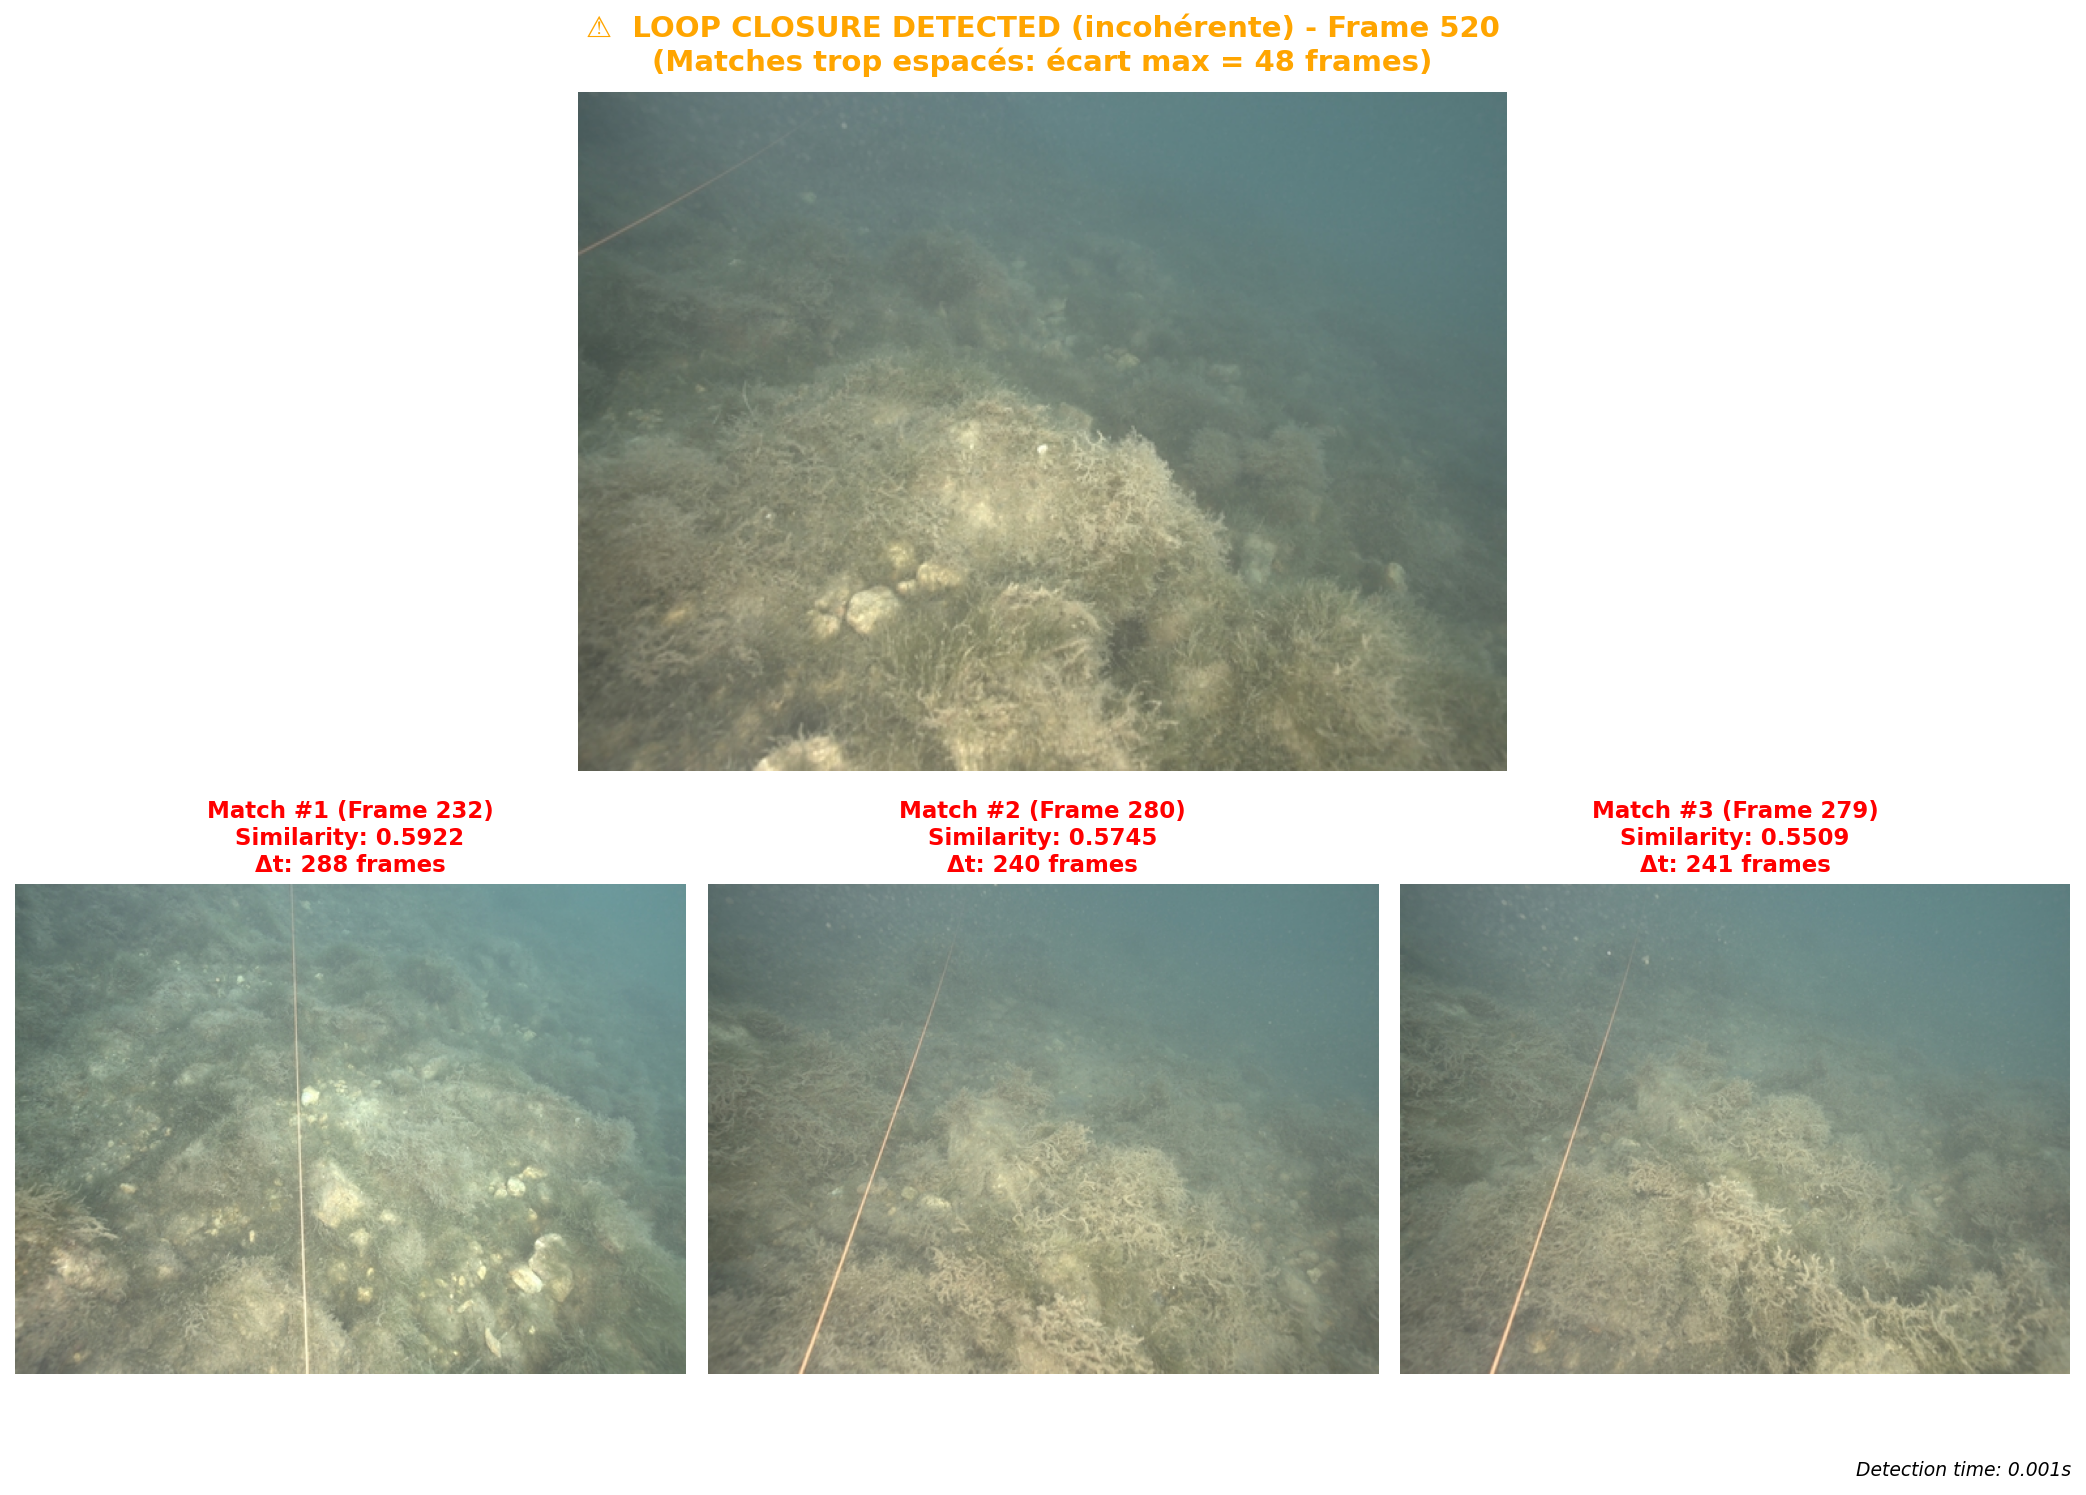 ⚠ LOOP CLOSURE DETECTED (incohérente) - Frame 520
(Matches trop espacés: écart max = 48 frames)
Match #1 (Frame 232)
Similarity: 0.5922
Δt: 288 frames
Match #2 (Frame 280)
Similarity: 0.5745
Δt: 240 frames
Match #3 (Frame 279)
Similarity: 0.5509
Δt: 241 frames
Detection time: 0.001s